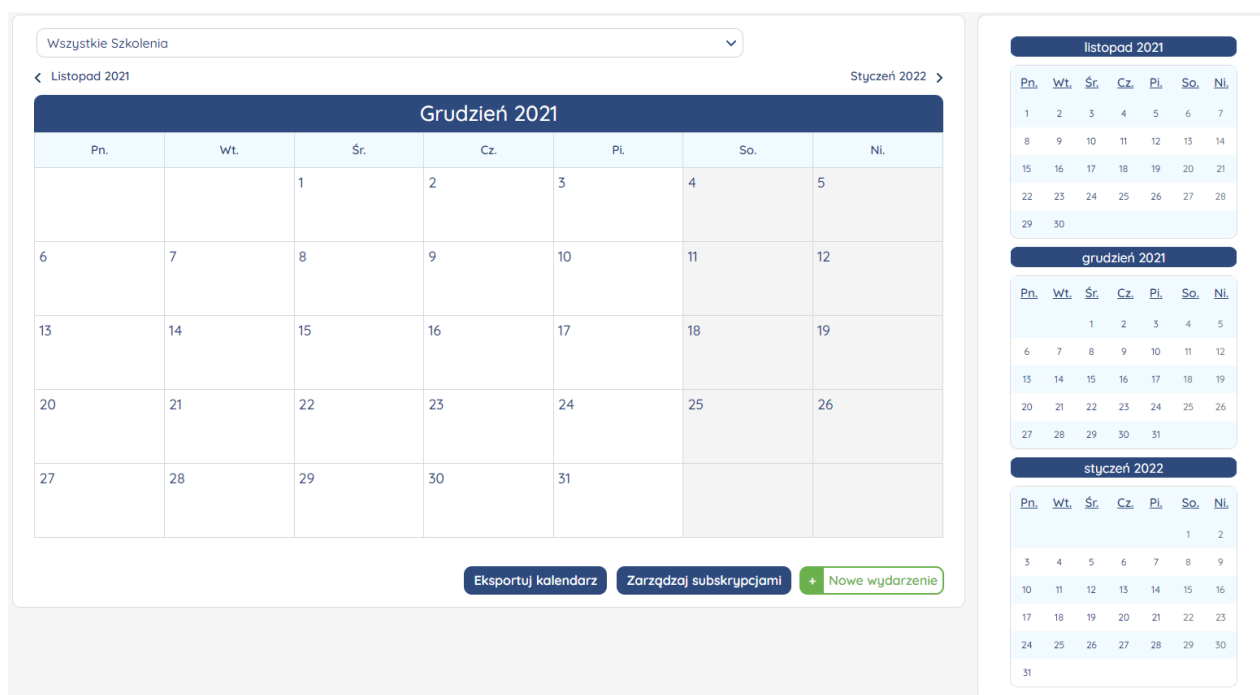 Wszystkie Szkolenia
Listopad 2021 Styczeń 2022
Grudzień 2021
Pn. Wt. Śr. Cz. Pi. So. Ni.
1 2 3 4 5
6 7 8 9 10 11 12
13 14 15 16 17 18 19
20 21 22 23 24 25 26
27 28 29 30 31
Eksportuj kalendarz Zarządzaj subskrypcjami + Nowe wydarzenie
listopad 2021
Pn. Wt. Śr. Cz. Pi. So. Ni.
1 2 3 4 5 6 7
8 9 10 11 12 13 14
15 16 17 18 19 20 21
22 23 24 25 26 27 28
29 30
grudzień 2021
Pn. Wt. Śr. Cz. Pi. So. Ni.
1 2 3 4 5
6 7 8 9 10 11 12
13 14 15 16 17 18 19
20 21 22 23 24 25 26
27 28 29 30 31
styczeń 2022
Pn. Wt. Śr. Cz. Pi. So. Ni.
1 2
3 4 5 6 7 8 9
10 11 12 13 14 15 16
17 18 19 20 21 22 23
24 25 26 27 28 29 30
31